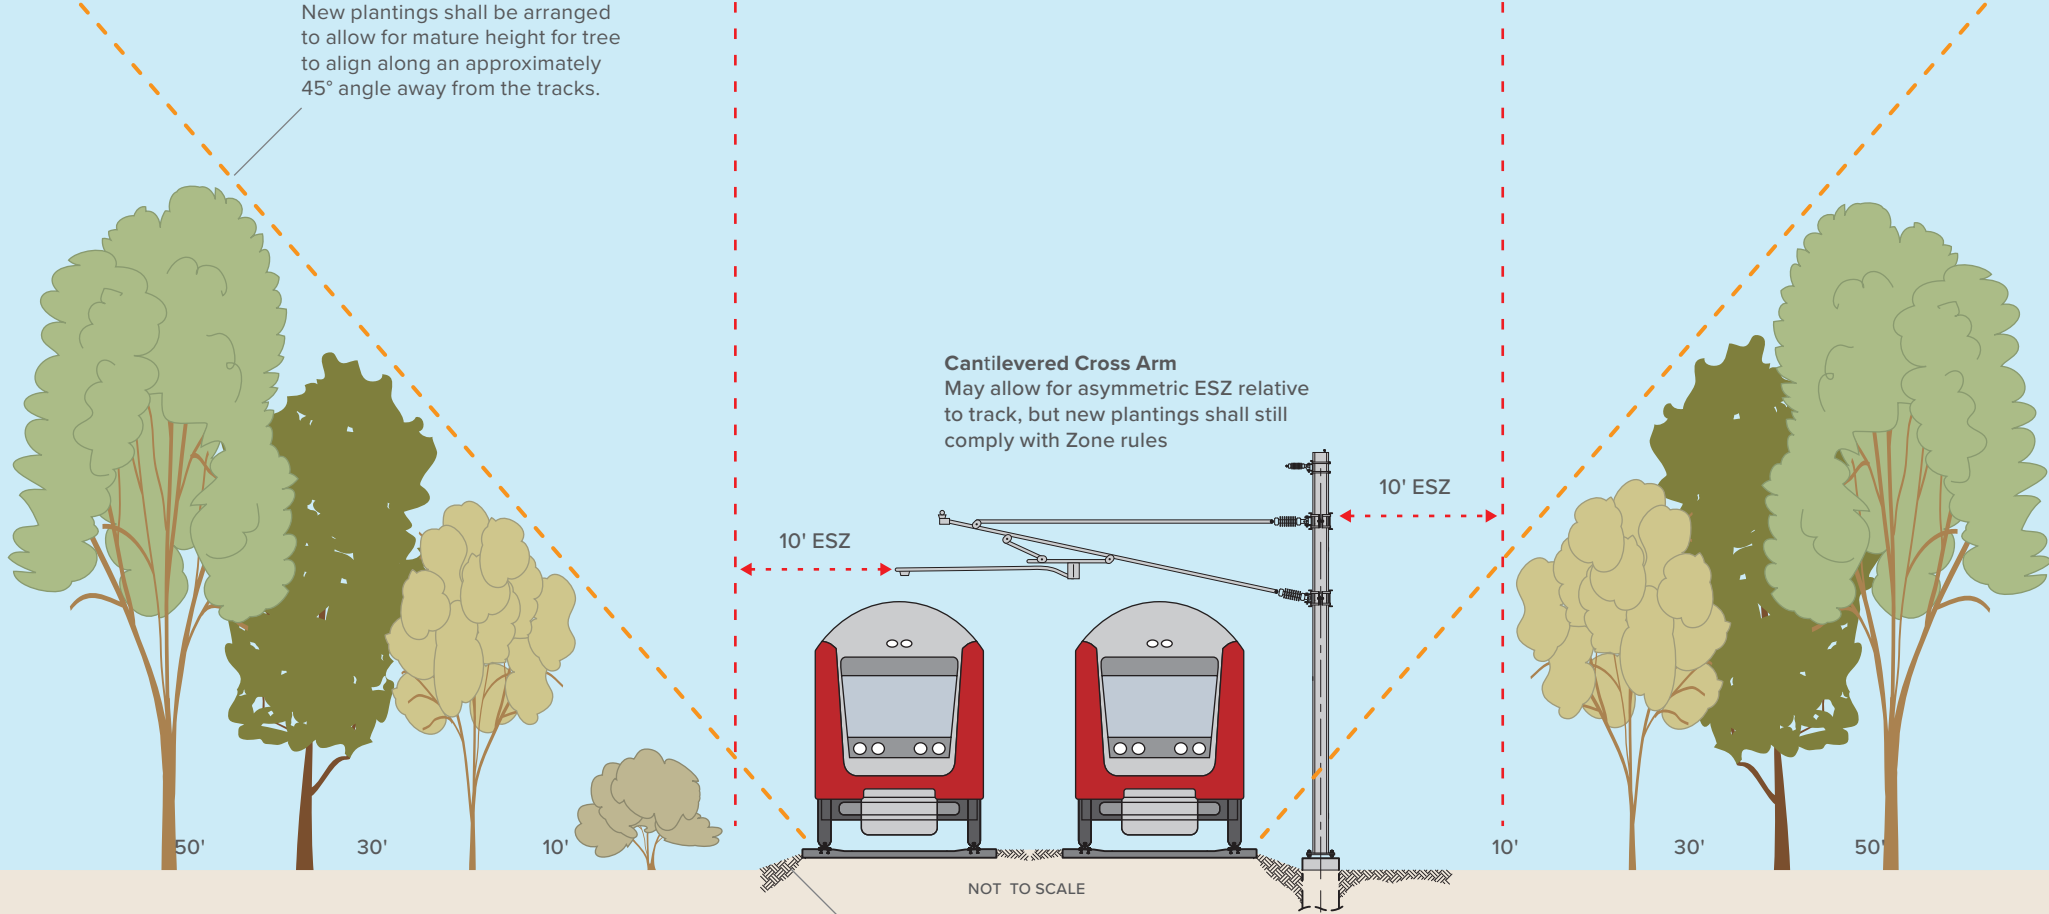 New plantings shall be arranged
to allow for mature height for tree
to align along an approximately
45° angle away from the tracks.
Cantilevered Cross Arm
May allow for asymmetric ESZ relative
to track, but new plantings shall still
comply with Zone rules
10' ESZ
10' ESZ
50'
30'
10'
10'
30'
50'
NOT TO SCALE